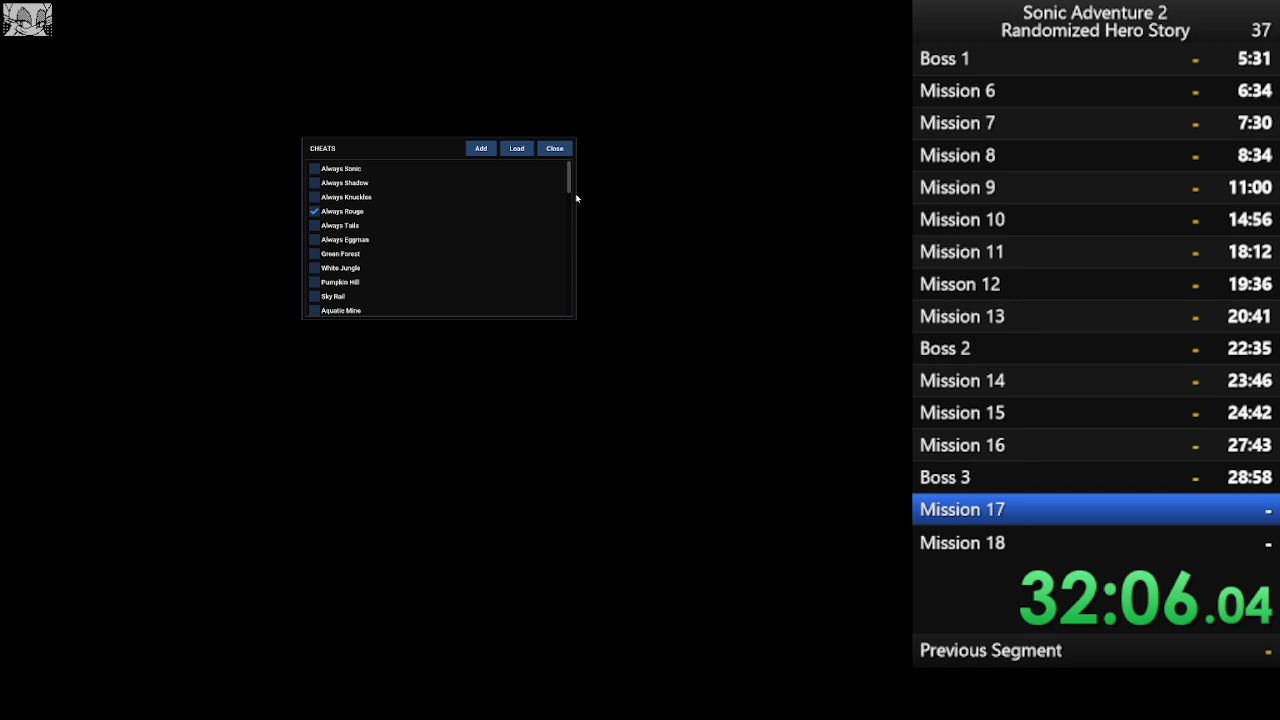 CHEATS Add Load Close
Always Sonic
Always Shadow
Always Knuckles
Always Rouge
Always Tails
Always Eggman
Green Forest
White Jungle
Pumpkin Hill
Sky Rail
Aquatic Mine
Sonic Adventure 2
Randomized Hero Story 37
Boss 1 - 5:31
Mission 6 - 6:34
Mission 7 - 7:30
Mission 8 - 8:34
Mission 9 - 11:00
Mission 10 - 14:56
Mission 11 - 18:12
Misson 12 - 19:36
Mission 13 - 20:41
Boss 2 - 22:35
Mission 14 - 23:46
Mission 15 - 24:42
Mission 16 - 27:43
Boss 3 - 28:58
Mission 17 -
Mission 18 -
32:06.04
Previous Segment -